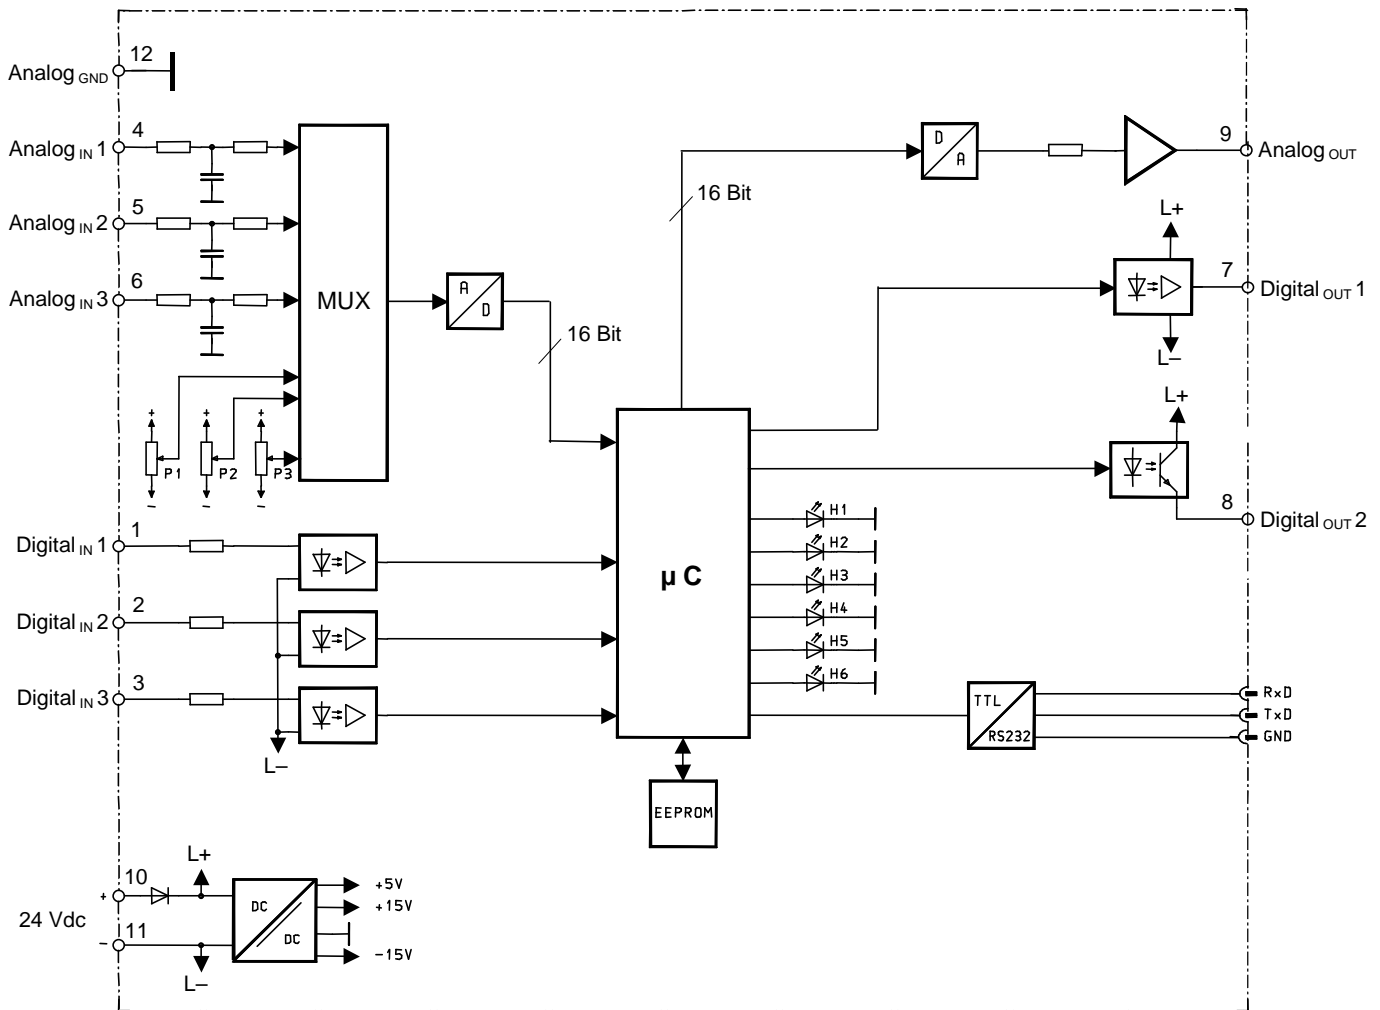 12
Analog GND
4
Analog IN 1
5
Analog IN 2
6
Analog IN 3
MUX
A
D
16 Bit
16 Bit
D
A
9
Analog OUT
L+
7
Digital OUT 1
L–
L+
8
Digital OUT 2
+ + +
P1 P2 P3
– – –
1
Digital IN 1
2
Digital IN 2
3
Digital IN 3
L–
µ C
H1
H2
H3
H4
H5
H6
TTL
RS232
RxD
TxD
GND
EEPROM
L+
10
+
24 Vdc
11
–
L–
DC
DC
+5V
+15V
-15V